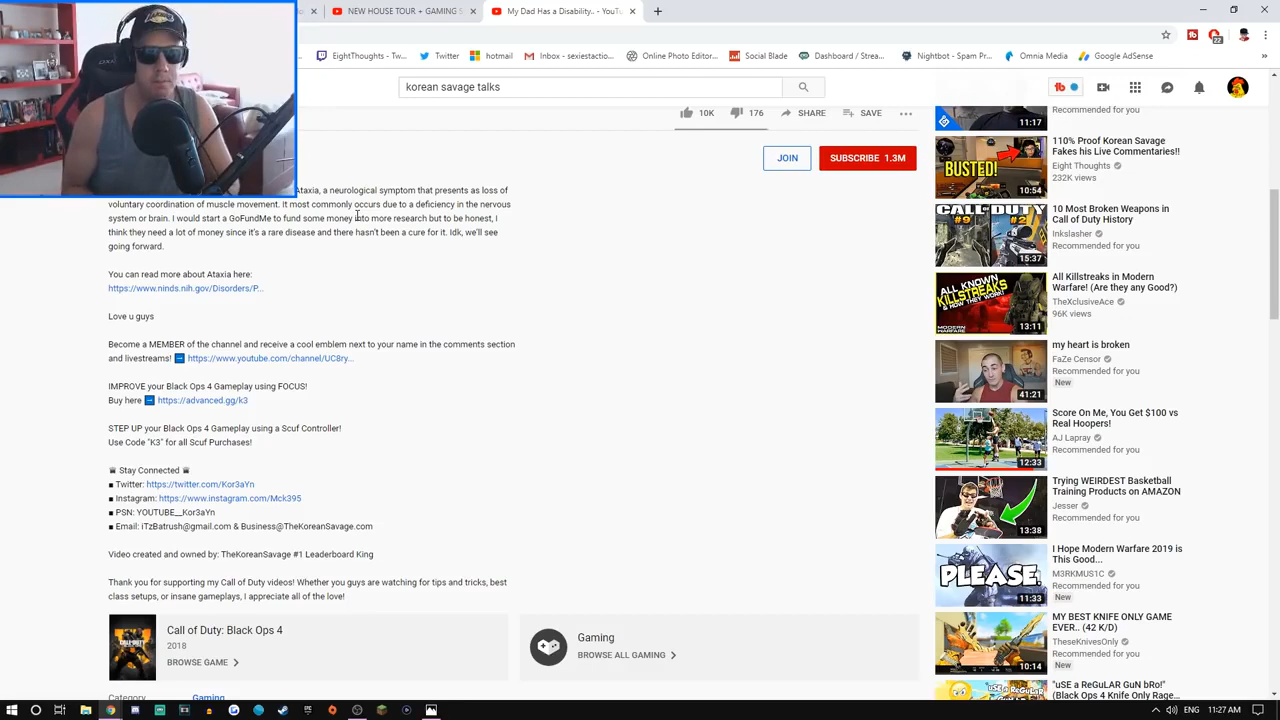 NEW HOUSE TOUR + GAMING S
My Dad Has a Disability.. - YouT
EightThoughts - Tw...
Twitter
hotmail
Inbox - sexiestactio...
Online Photo Editor...
Social Blade
Dashboard / Strea...
Nightbot - Spam Pr...
Omnia Media
Google AdSense
22
korean savage talks
10K
176
SHARE
SAVE
JOIN
SUBSCRIBE 1.3M
Ataxia, a neurological symptom that presents as loss of
voluntary coordination of muscle movement. It most commonly occurs due to a deficiency in the nervous
system or brain. I would start a GoFundMe to fund some money into more research but to be honest, I
think they need a lot of money since it's a rare disease and there hasn't been a cure for it. Idk, we'll see
going forward.
You can read more about Ataxia here:
https://www.ninds.nih.gov/Disorders/P...
Love u guys
Become a MEMBER of the channel and receive a cool emblem next to your name in the comments section
and livestreams! ➡ https://www.youtube.com/channel/UC8ry...
IMPROVE your Black Ops 4 Gameplay using FOCUS!
Buy here ➡ https://advanced.gg/k3
STEP UP your Black Ops 4 Gameplay using a Scuf Controller!
Use Code "K3" for all Scuf Purchases!
♛ Stay Connected ♛
■ Twitter: https://twitter.com/Kor3aYn
■ Instagram: https://www.instagram.com/Mck395
■ PSN: YOUTUBE__Kor3aYn
■ Email: iTzBatrush@gmail.com & Business@TheKoreanSavage.com
Video created and owned by: TheKoreanSavage #1 Leaderboard King
Thank you for supporting my Call of Duty videos! Whether you guys are watching for tips and tricks, best
class setups, or insane gameplays, I appreciate all of the love!
CALL OF DUTY
Call of Duty: Black Ops 4
2018
BROWSE GAME
Gaming
BROWSE ALL GAMING
Category
Gaming
11:17
Recommended for you
BUSTED!
10:54
110% Proof Korean Savage
Fakes his Live Commentaries!!
Eight Thoughts
232K views
#9
#2
15:37
10 Most Broken Weapons in
Call of Duty History
Inkslasher
Recommended for you
ALL KNOWN
KILLSTREAKS
& HOW THEY WORK!
MODERN
WARFARE
13:11
All Killstreaks in Modern
Warfare! (Are they any Good?)
TheXclusiveAce
96K views
41:21
my heart is broken
FaZe Censor
Recommended for you
New
12:33
Score On Me, You Get $100 vs
Real Hoopers!
AJ Lapray
Recommended for you
13:38
Trying WEIRDEST Basketball
Training Products on AMAZON
Jesser
Recommended for you
PLEASE.
11:33
I Hope Modern Warfare 2019 is
This Good...
M3RKMUS1C
Recommended for you
New
10:14
MY BEST KNIFE ONLY GAME
EVER.. (42 K/D)
TheseKnivesOnly
Recommended for you
New
"uSE a ReGuLAR GuN bRo!"
(Black Ops 4 Knife Only Rage...
11:27 AM